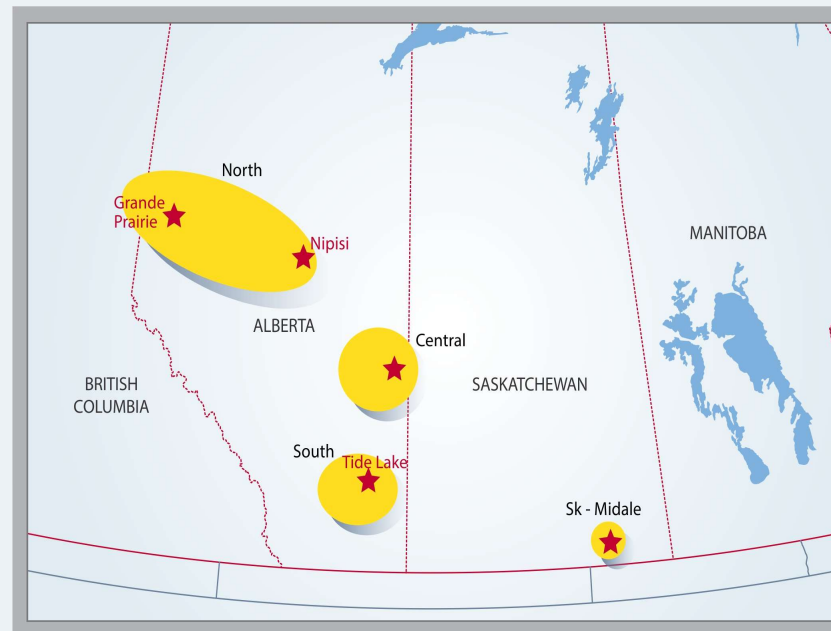 North
Grande
Prairie
Nipisi
MANITOBA
ALBERTA
Central
BRITISH
COLUMBIA
SASKATCHEWAN
South
Tide Lake
Sk - Midale